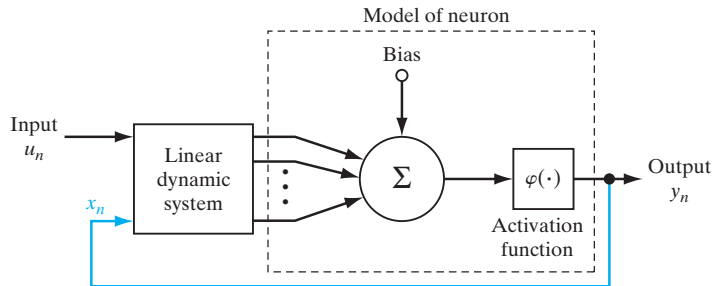 Model of neuron
Bias
Input
u_n
Linear
dynamic
system
Σ
φ(·)
Output
y_n
x_n
Activation
function